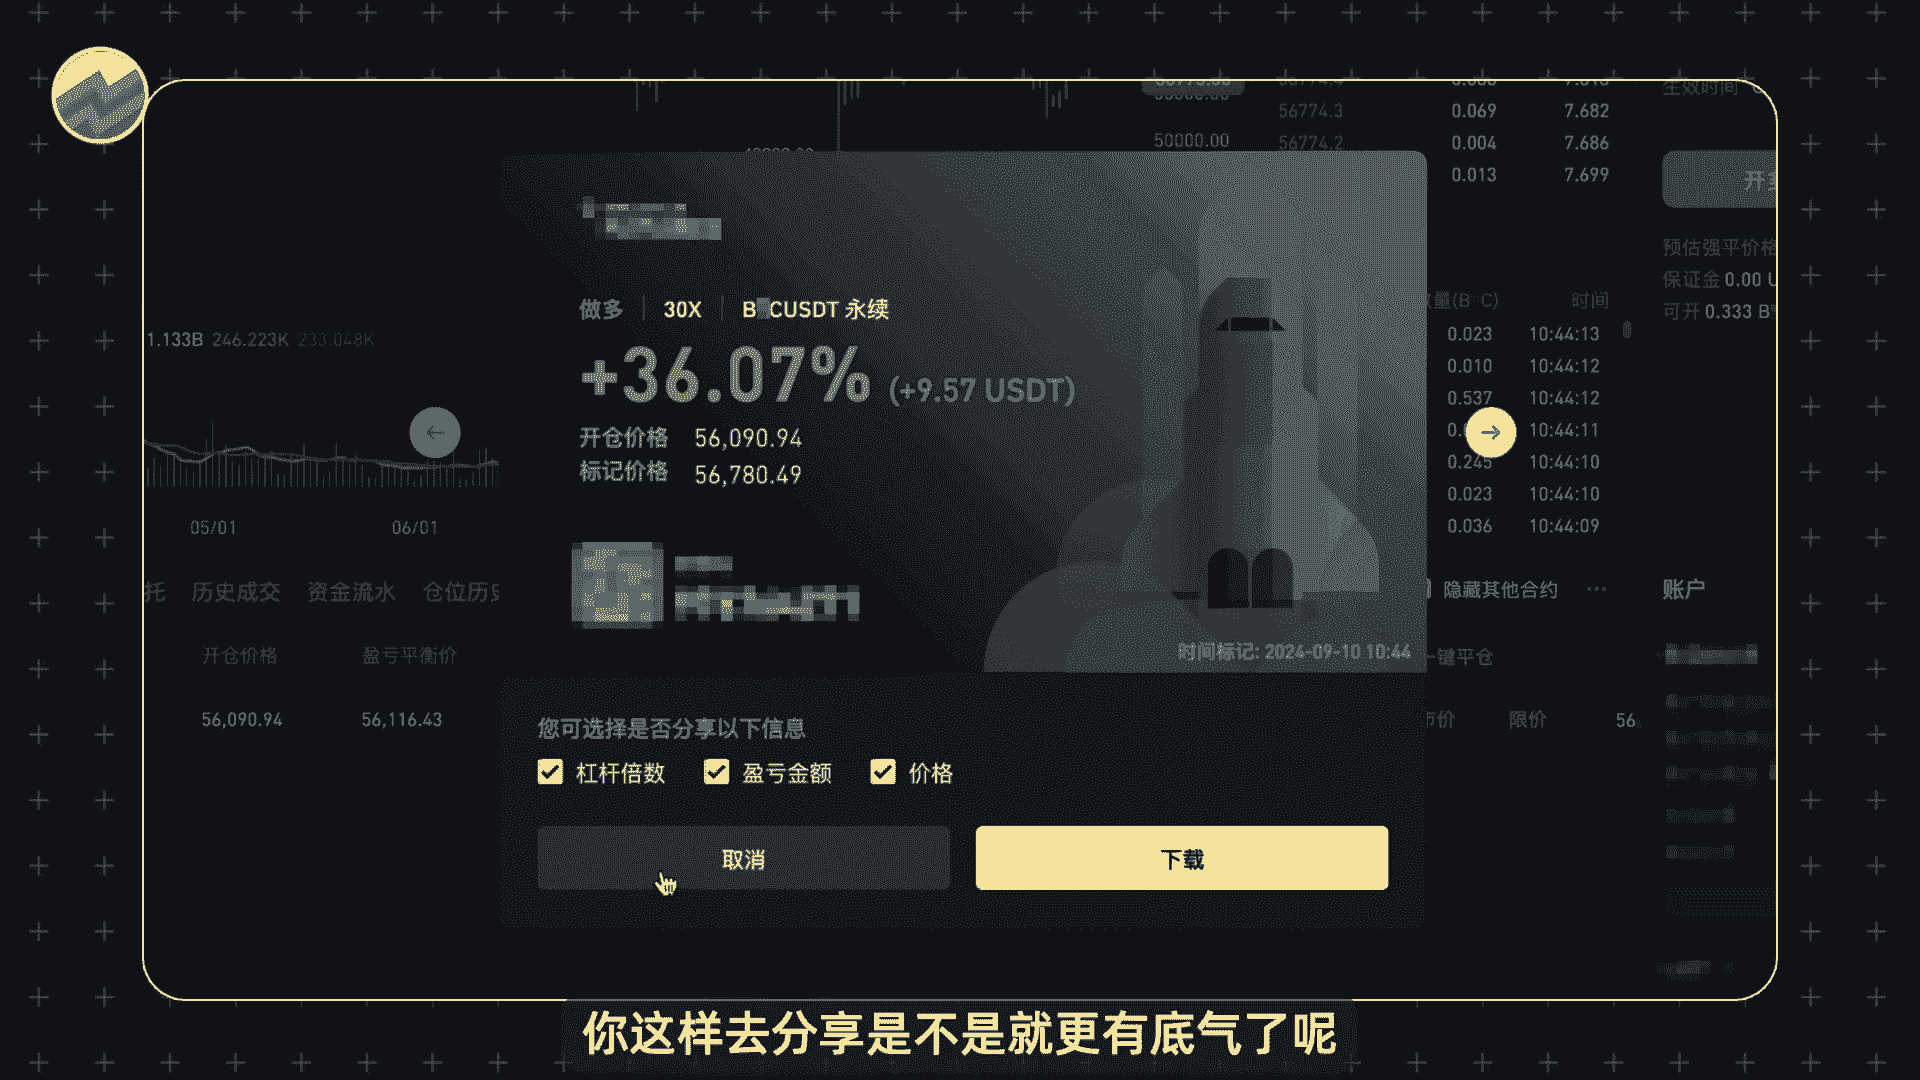 50000.00
56774.3
56774.2
0.069 7.682
0.004 7.686
0.013 7.699
生效时间
开多
预估强平价格
保证金 0.00 U
可开 0.333 B
时间
0.023 10:44:13
0.010 10:44:12
0.537 10:44:12
10:44:11
0.245 10:44:10
0.023 10:44:10
0.036 10:44:09
1.133B 246.223K 233.048K
05/01 06/01
托 历史成交 资金流水 仓位历史
开仓价格 盈亏平衡价
56,090.94 56,116.43
做多 30X B CUSDT 永续
+36.07% (+9.57 USDT)
开仓价格 56,090.94
标记价格 56,780.49
时间标记: 2024-09-10 10:44
隐藏其他合约 ...
账户
一键平仓
市价 限价 56
您可选择是否分享以下信息
杠杆倍数 盈亏金额 价格
取消 下载
你这样去分享是不是就更有底气了呢